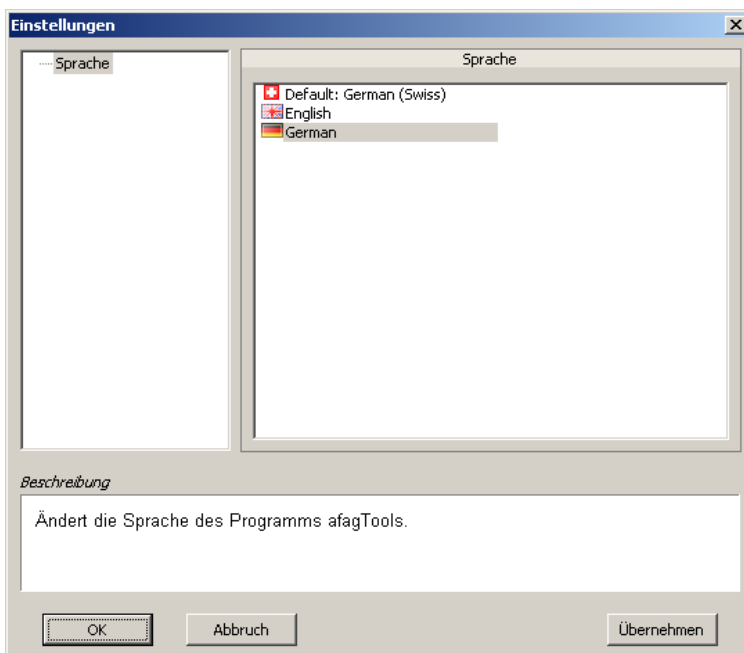 Einstellungen
Sprache
Sprache
Default: German (Swiss)
English
German
Beschreibung
Ändert die Sprache des Programms afagTools.
OK
Abbruch
Übernehmen